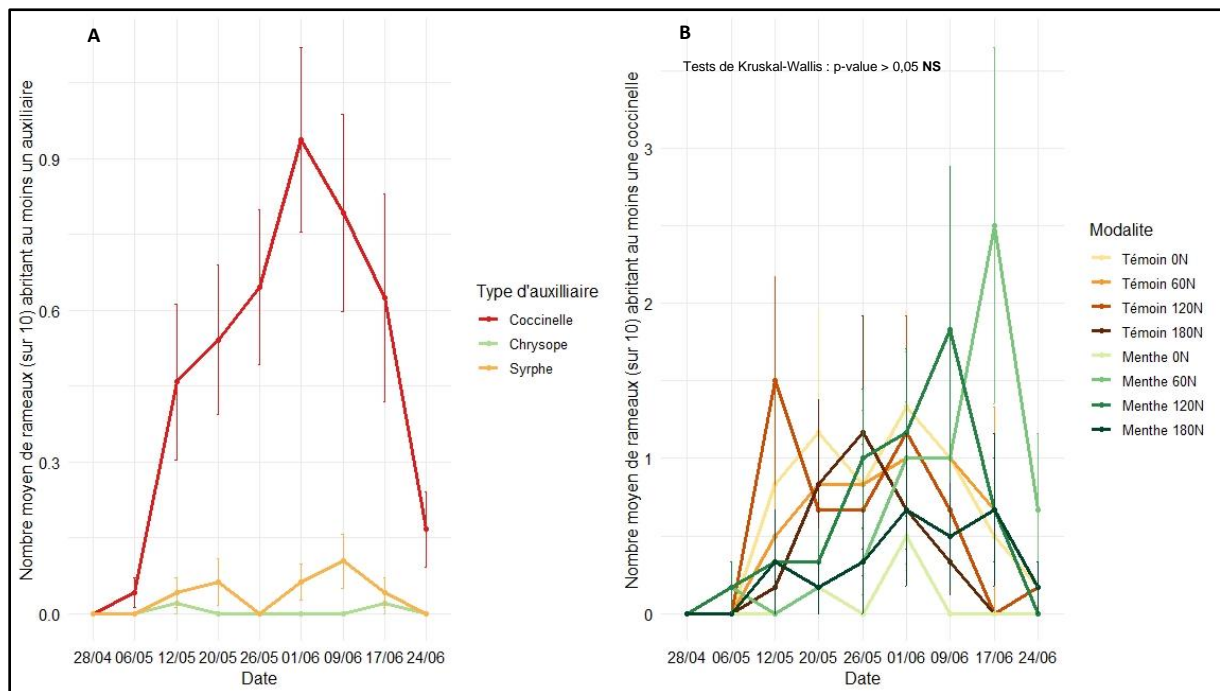 A
Nombre moyen de rameaux (sur 10) abritant au moins un auxiliaire
0.9
0.6
0.3
0.0
28/04 06/05 12/05 20/05 26/05 01/06 09/06 17/06 24/06
Date
Type d'auxilliaire
Coccinelle
Chrysope
Syrphe
B
Tests de Kruskal-Wallis : p-value > 0,05 NS
Nombre moyen de rameaux (sur 10) abritant au moins une coccinelle
3
2
1
0
28/04 06/05 12/05 20/05 26/05 01/06 09/06 17/06 24/06
Date
Modalite
Témoin 0N
Témoin 60N
Témoin 120N
Témoin 180N
Menthe 0N
Menthe 60N
Menthe 120N
Menthe 180N